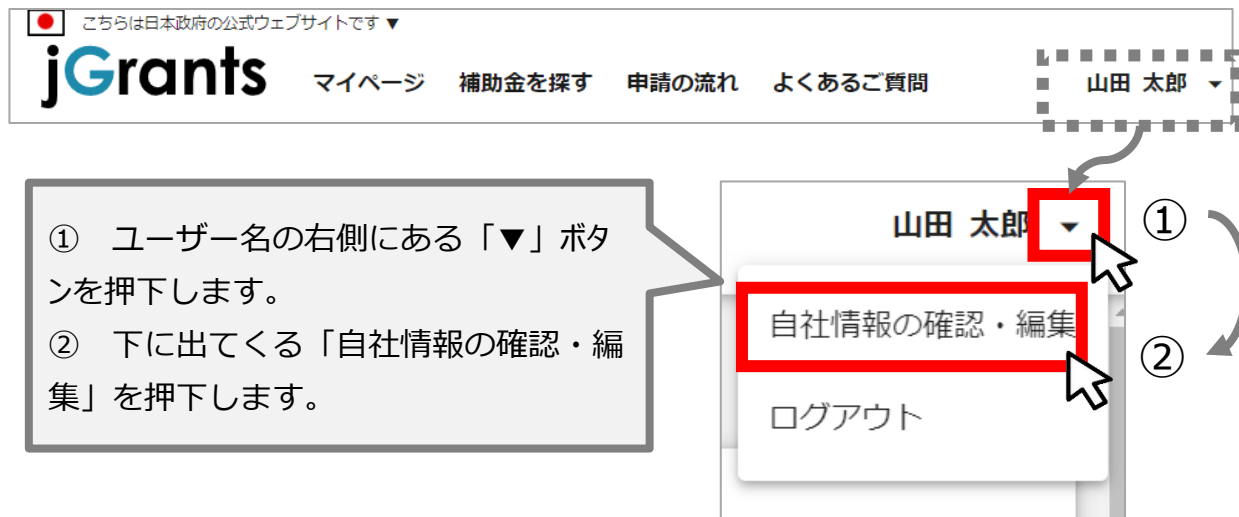 こちらは日本政府の公式ウェブサイトです ▼
jGrants マイページ 補助金を探す 申請の流れ よくあるご質問 山田 太郎 ▼
① ユーザー名の右側にある「▼」ボタ
ンを押下します。
② 下に出てくる「自社情報の確認・編
集」を押下します。
山田 太郎 ▼
①
自社情報の確認・編集
②
ログアウト